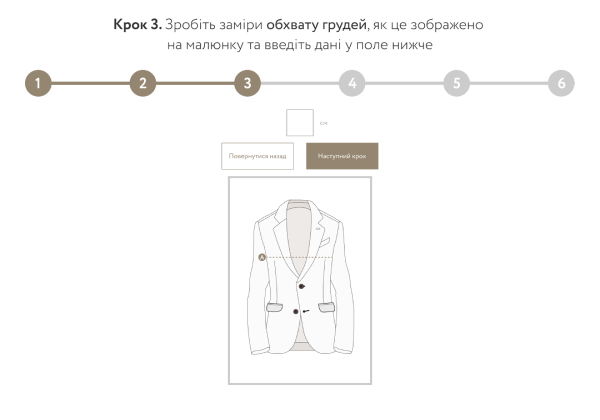 Крок 3. Зробіть заміри обхвату грудей, як це зображено
на малюнку та введіть дані у поле нижче
1 2 3 4 5 6
см
Повернутися назад Наступний крок
A